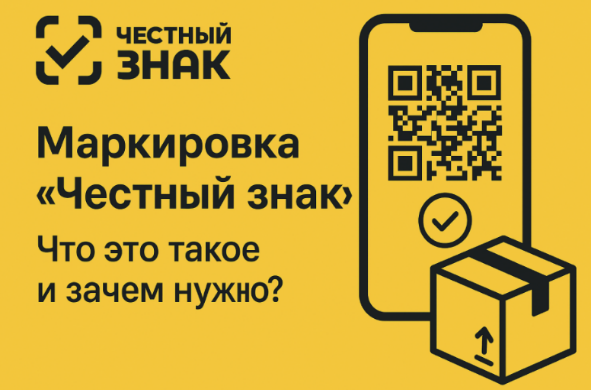 ЧЕСТНЫЙ
ЗНАК
Маркировка
«Честный знак›
Что это такое
и зачем нужно?